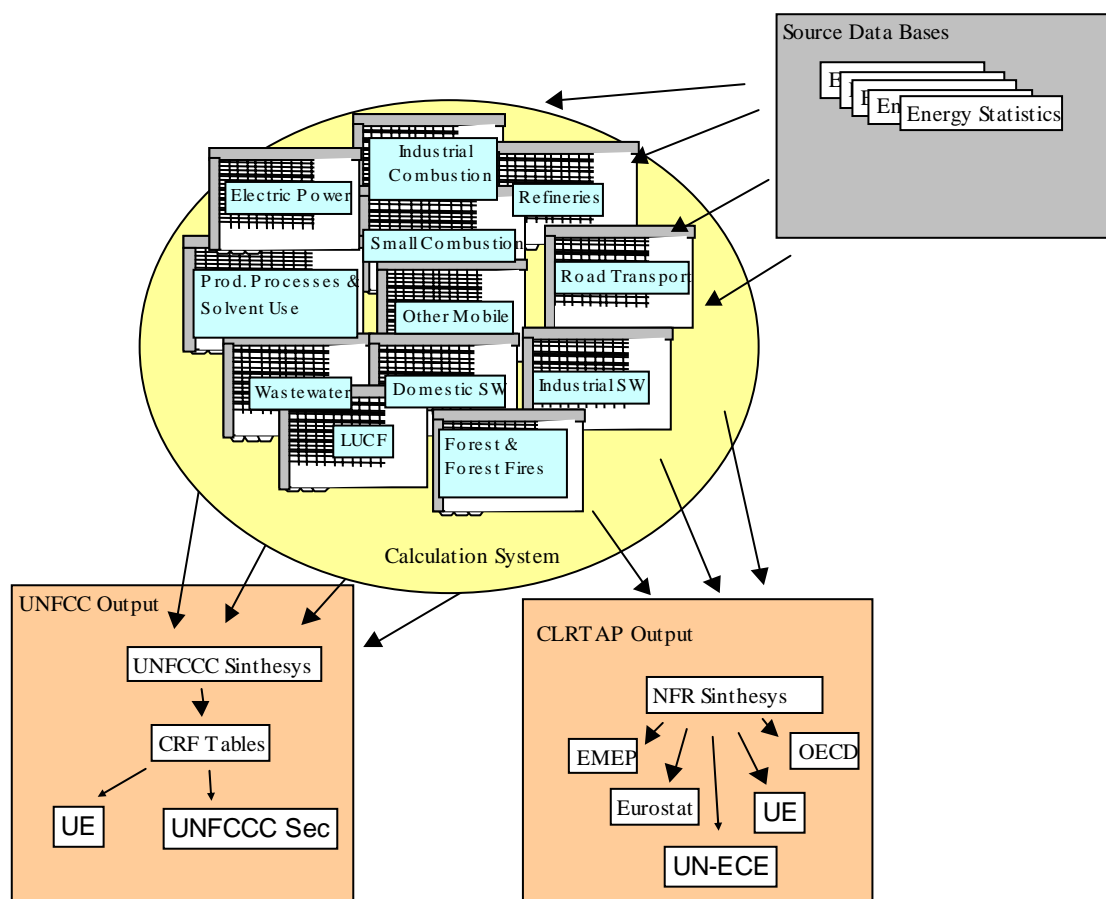 Source Data Bases
Energy Statistics
Industrial
Combustion
Electric Power
Refineries
Small Combustion
Prod. Processes &
Solvent Use
Road Transport
Other Mobile
Wastewater
Domestic SW
Industrial SW
LUCF
Forest &
Forest Fires
Calculation System
UNFCC Output
UNFCCC Sinthesys
CRF Tables
UE
UNFCCC Sec
CLRTAP Output
NFR Sinthesys
EMEP
OECD
Eurostat
UE
UN-ECE